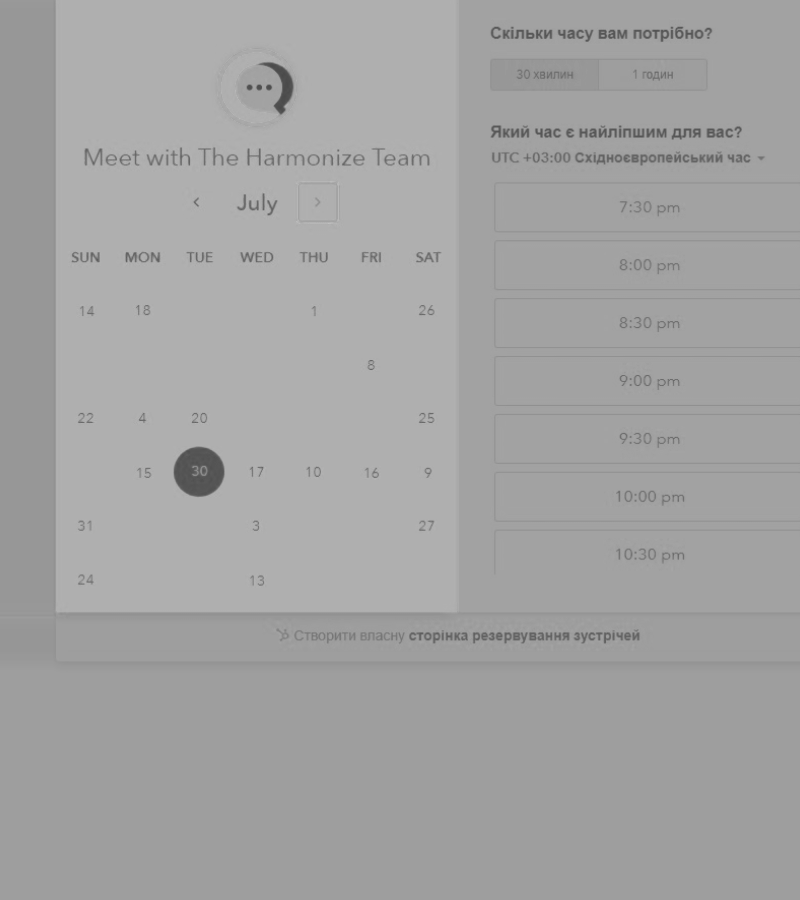 Meet with The Harmonize Team
July
SUN MON TUE WED THU FRI SAT
14 18 1 26
8
22 4 20 25
15 30 17 10 16 9
31 3 27
24 13
Скільки часу вам потрібно?
30 хвилин 1 годин
Який час є найліпшим для вас?
UTC +03:00 Східноєвропейський час
7:30 pm
8:00 pm
8:30 pm
9:00 pm
9:30 pm
10:00 pm
10:30 pm
Створити власну сторінка резервування зустрічей